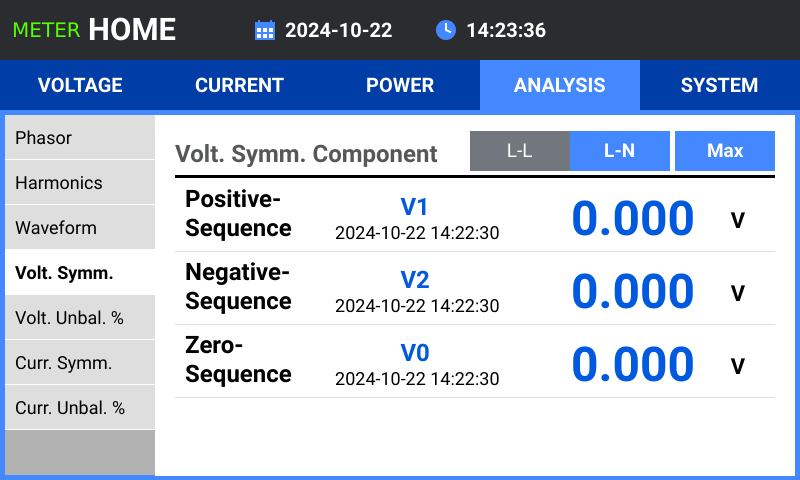 METER HOME 2024-10-22 14:23:36
VOLTAGE CURRENT POWER ANALYSIS SYSTEM
Phasor
Harmonics
Waveform
Volt. Symm.
Volt. Unbal. %
Curr. Symm.
Curr. Unbal. %
Volt. Symm. Component L-L L-N Max
Positive-
Sequence
V1
2024-10-22 14:22:30
0.000 V
Negative-
Sequence
V2
2024-10-22 14:22:30
0.000 V
Zero-
Sequence
V0
2024-10-22 14:22:30
0.000 V